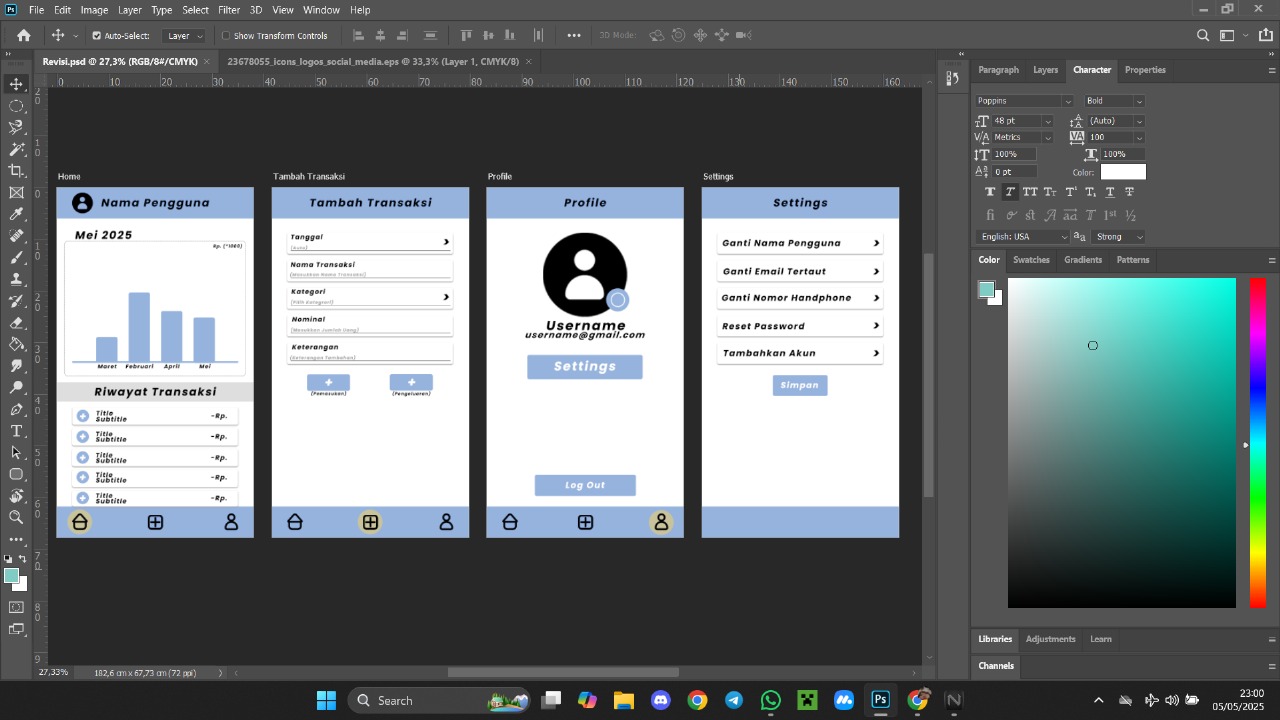 File Edit Image Layer Type Select Filter 3D View Window Help
Auto-Select: Layer Show Transform Controls 3D Mode:
Revisi.psd @ 27,3% (RGB/8#/CMYK) × 23678055_icons_logos_social_media.eps @ 33,3% (Layer 1, CMYK/8) ×
0 10 20 30 40 50 60 70 80 90 100 110 120 130 140 150 160
Home
Nama Pengguna
Mei 2025
Rp. (*1000)
Maret Februari April Mei
Riwayat Transaksi
Title
Subtitle
-Rp.
Title
Subtitle
-Rp.
Title
Subtitle
-Rp.
Title
Subtitle
-Rp.
Title
Subtitle
-Rp.
Tambah Transaksi
Tambah Transaksi
Tanggal
(Auto)
Nama Transaksi
(Masukkan Nama Transaksi)
Kategori
(Pilih Kategori)
Nominal
(Masukkan Jumlah Uang)
Keterangan
(Keterangan Tambahan)
(Pemasukan) (Pengeluaran)
Profile
Profile
Username
username@gmail.com
Settings
Log Out
Settings
Settings
Ganti Nama Pengguna
Ganti Email Tertaut
Ganti Nomor Handphone
Reset Password
Tambahkan Akun
Simpan
27,33% 182,6 cm x 67,73 cm (72 ppi)
Paragraph Layers Character Properties
Poppins Bold
48 pt (Auto)
Metrics 100
100% 100%
0 pt Color:
English: USA Strong
Color Swatches Gradients Patterns
Libraries Adjustments Learn
Channels
Search
23:00
05/05/2025